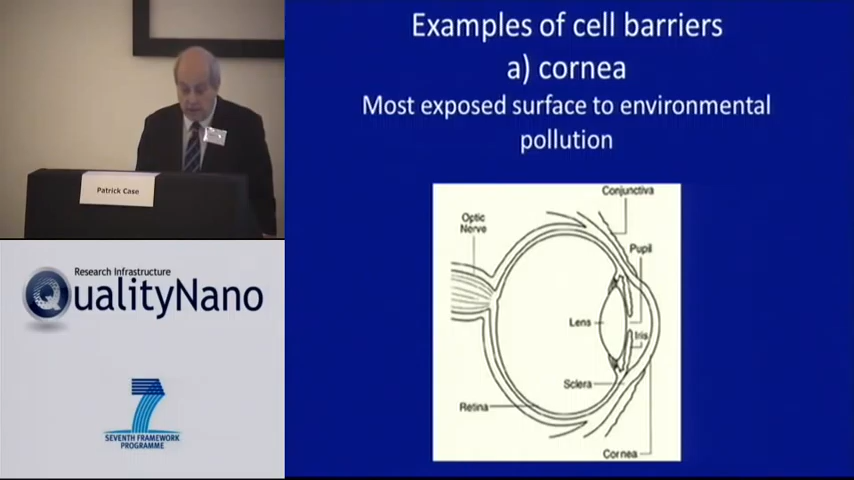 Examples of cell barriers
a) cornea
Most exposed surface to environmental
pollution
Patrick Case
Research Infrastructure
QualityNano
7
SEVENTH FRAMEWORK
PROGRAMME
Conjunctiva
Optic
Nerve
Pupil
Lens
Iris
Sclera
Retina
Cornea